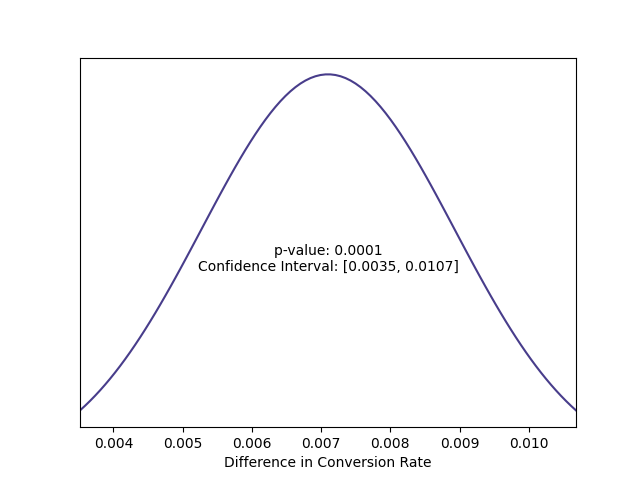 p-value: 0.0001
Confidence Interval: [0.0035, 0.0107]
0.004 0.005 0.006 0.007 0.008 0.009 0.010
Difference in Conversion Rate